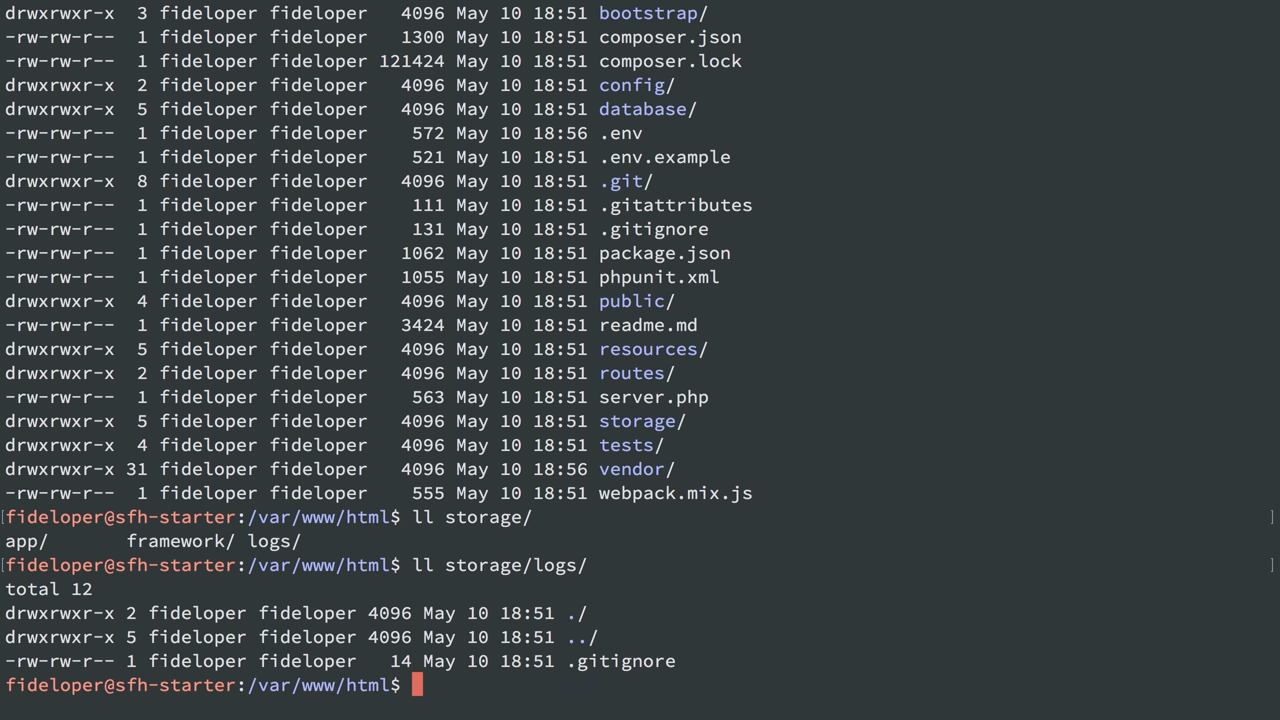 drwxrwxr-x  3 fideloper fideloper   4096 May 10 18:51 bootstrap/
-rw-rw-r--  1 fideloper fideloper   1300 May 10 18:51 composer.json
-rw-rw-r--  1 fideloper fideloper 121424 May 10 18:51 composer.lock
drwxrwxr-x  2 fideloper fideloper   4096 May 10 18:51 config/
drwxrwxr-x  5 fideloper fideloper   4096 May 10 18:51 database/
-rw-rw-r--  1 fideloper fideloper    572 May 10 18:56 .env
-rw-rw-r--  1 fideloper fideloper    521 May 10 18:51 .env.example
drwxrwxr-x  8 fideloper fideloper   4096 May 10 18:51 .git/
-rw-rw-r--  1 fideloper fideloper    111 May 10 18:51 .gitattributes
-rw-rw-r--  1 fideloper fideloper    131 May 10 18:51 .gitignore
-rw-rw-r--  1 fideloper fideloper   1062 May 10 18:51 package.json
-rw-rw-r--  1 fideloper fideloper   1055 May 10 18:51 phpunit.xml
drwxrwxr-x  4 fideloper fideloper   4096 May 10 18:51 public/
-rw-rw-r--  1 fideloper fideloper   3424 May 10 18:51 readme.md
drwxrwxr-x  5 fideloper fideloper   4096 May 10 18:51 resources/
drwxrwxr-x  2 fideloper fideloper   4096 May 10 18:51 routes/
-rw-rw-r--  1 fideloper fideloper    563 May 10 18:51 server.php
drwxrwxr-x  5 fideloper fideloper   4096 May 10 18:51 storage/
drwxrwxr-x  4 fideloper fideloper   4096 May 10 18:51 tests/
drwxrwxr-x 31 fideloper fideloper   4096 May 10 18:56 vendor/
-rw-rw-r--  1 fideloper fideloper    555 May 10 18:51 webpack.mix.js
[fideloper@sfh-starter:/var/www/html$ ll storage/ ]
app/       framework/ logs/
[fideloper@sfh-starter:/var/www/html$ ll storage/logs/ ]
total 12
drwxrwxr-x 2 fideloper fideloper 4096 May 10 18:51 ./
drwxrwxr-x 5 fideloper fideloper 4096 May 10 18:51 ../
-rw-rw-r-- 1 fideloper fideloper   14 May 10 18:51 .gitignore
fideloper@sfh-starter:/var/www/html$